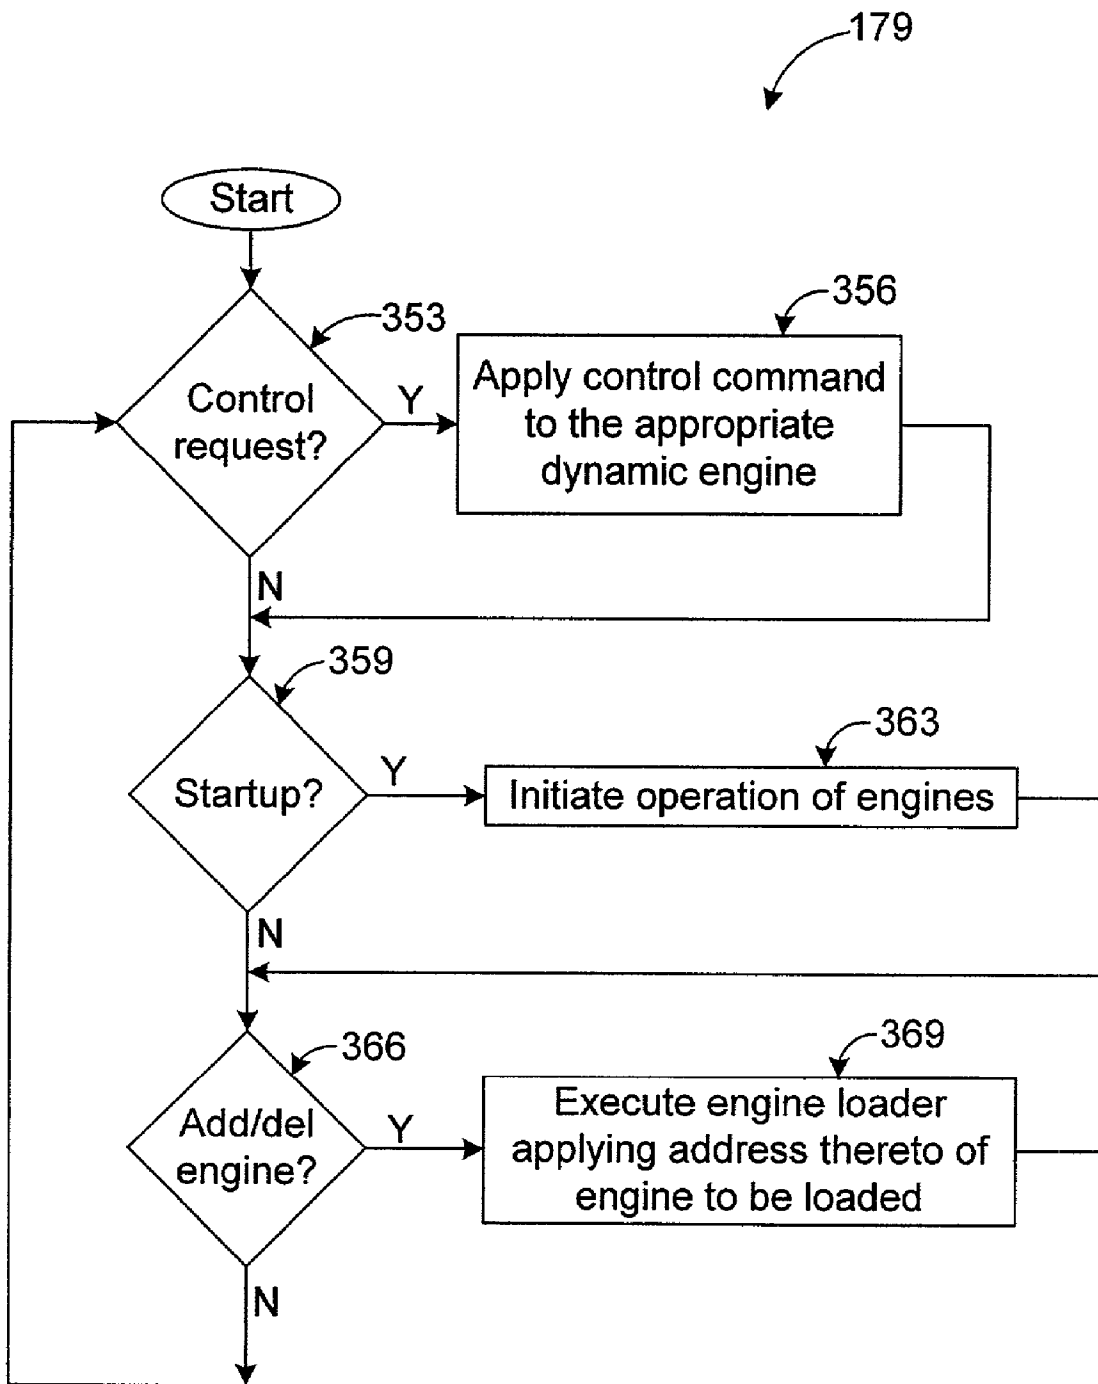 179
Start
353
Control
request?
Y
356
Apply control command
to the appropriate
dynamic engine
N
359
Startup?
Y
363
Initiate operation of engines
N
366
Add/del
engine?
Y
369
Execute engine loader
applying address thereto of
engine to be loaded
N